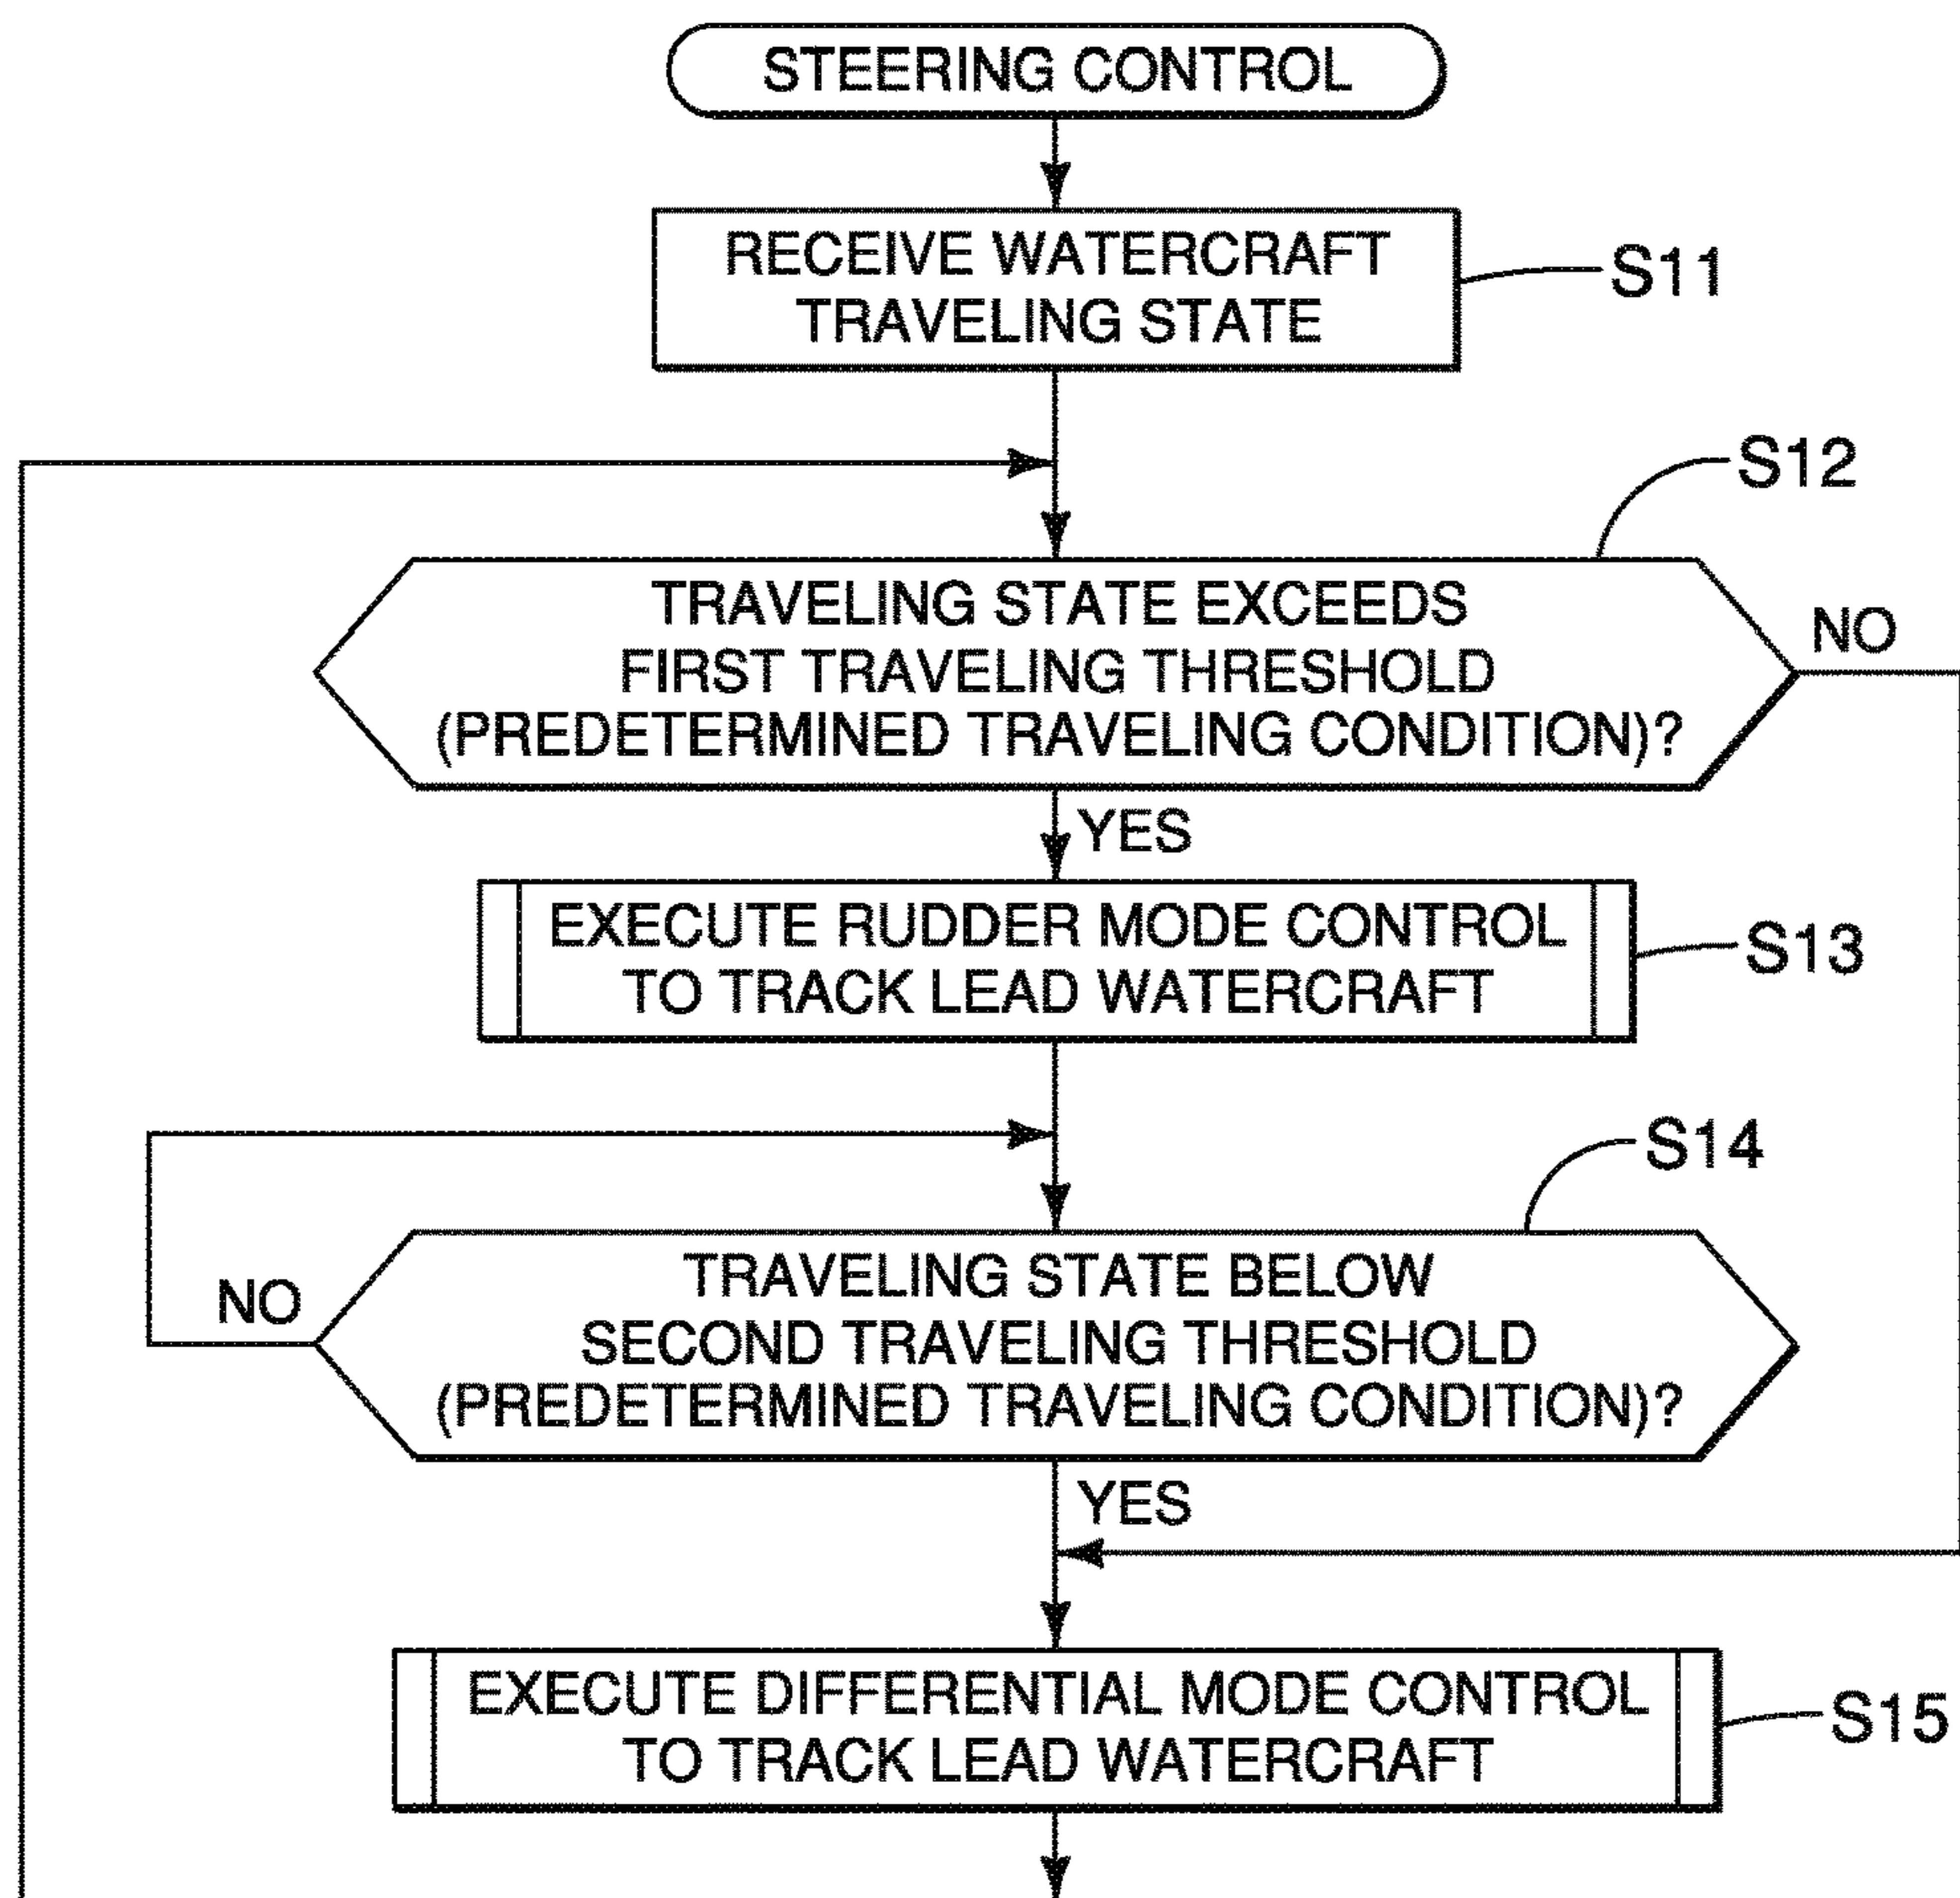 STEERING CONTROL
RECEIVE WATERCRAFT
TRAVELING STATE
S11
S12
TRAVELING STATE EXCEEDS
FIRST TRAVELING THRESHOLD
(PREDETERMINED TRAVELING CONDITION)?
NO
YES
EXECUTE RUDDER MODE CONTROL
TO TRACK LEAD WATERCRAFT
S13
S14
TRAVELING STATE BELOW
SECOND TRAVELING THRESHOLD
(PREDETERMINED TRAVELING CONDITION)?
NO
YES
EXECUTE DIFFERENTIAL MODE CONTROL
TO TRACK LEAD WATERCRAFT
S15